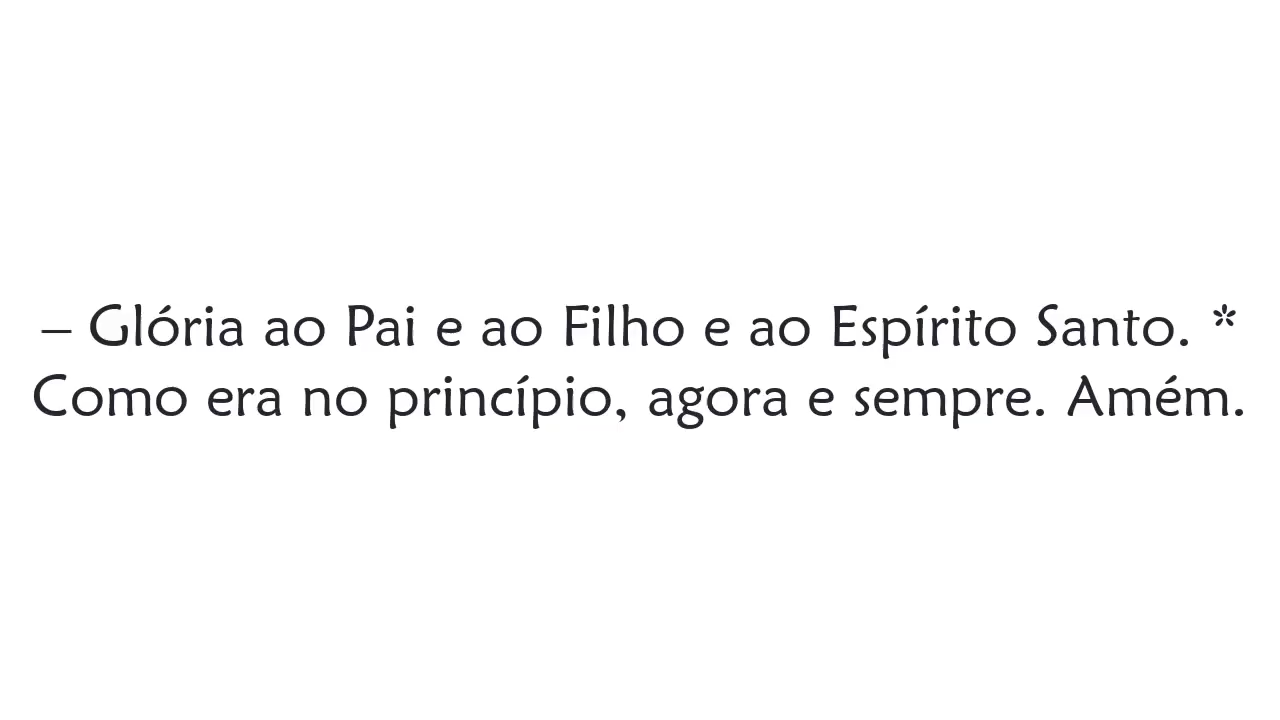 – Glória ao Pai e ao Filho e ao Espírito Santo. *
Como era no princípio, agora e sempre. Amém.